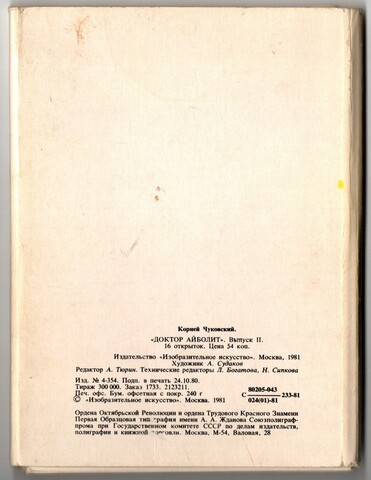 Корней Чуковский.
«ДОКТОР АЙБОЛИТ». Выпуск II.
16 открыток. Цена 54 коп.
Издательство «Изобразительное искусство». Москва, 1981
Художник А. Судаков
Редактор А. Тюрин. Технические редакторы Л. Богатова, Н. Сипкова
Изд. № 4-354. Подп. в печать 24.10.80.
Тираж 300 000. Заказ 1733. 2123211.
Печ. офс. Бум. офсетная с покр. 240 г
© «Изобразительное искусство». Москва. 1981
С 80205-043 / 024(01)-81 233-81
Ордена Октябрьской Революции и ордена Трудового Красного Знамени
Первая Образцовая типография имени А. А. Жданова Союзполиграф-
прома при Государственном комитете СССР по делам издательств,
полиграфии и книжной торговли. Москва, М-54, Валовая, 28